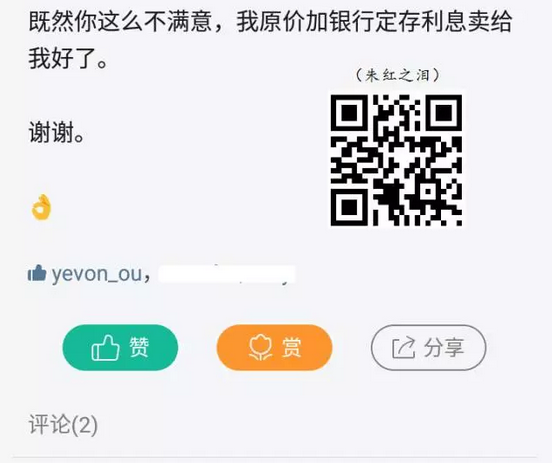 既然你这么不满意，我原价加银行定存利息卖给
我好了。
（朱红之泪）
谢谢。
👌
yevon_ou，
赞
赏
分享
评论(2)